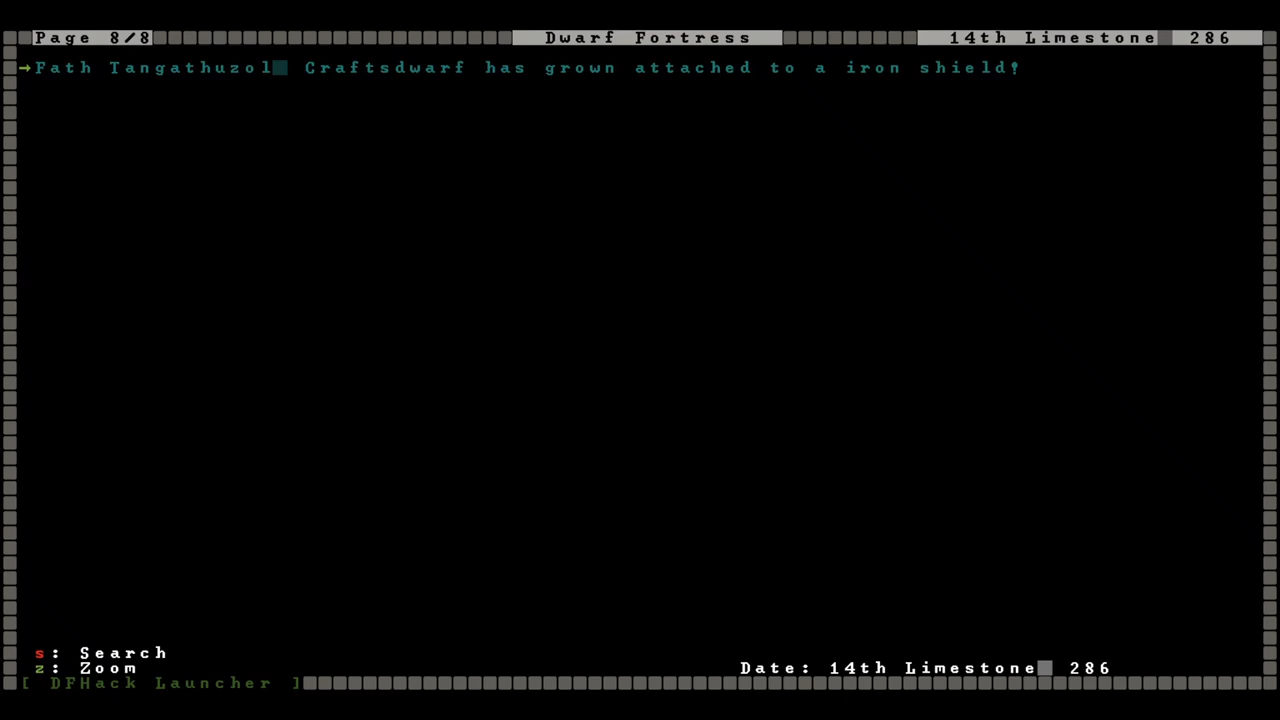 Page 8/8 Dwarf Fortress 14th Limestone 286
→Fath Tangathuzol Craftsdwarf has grown attached to a iron shield!
s: Search
z: Zoom Date: 14th Limestone 286
[ DFHack Launcher ]